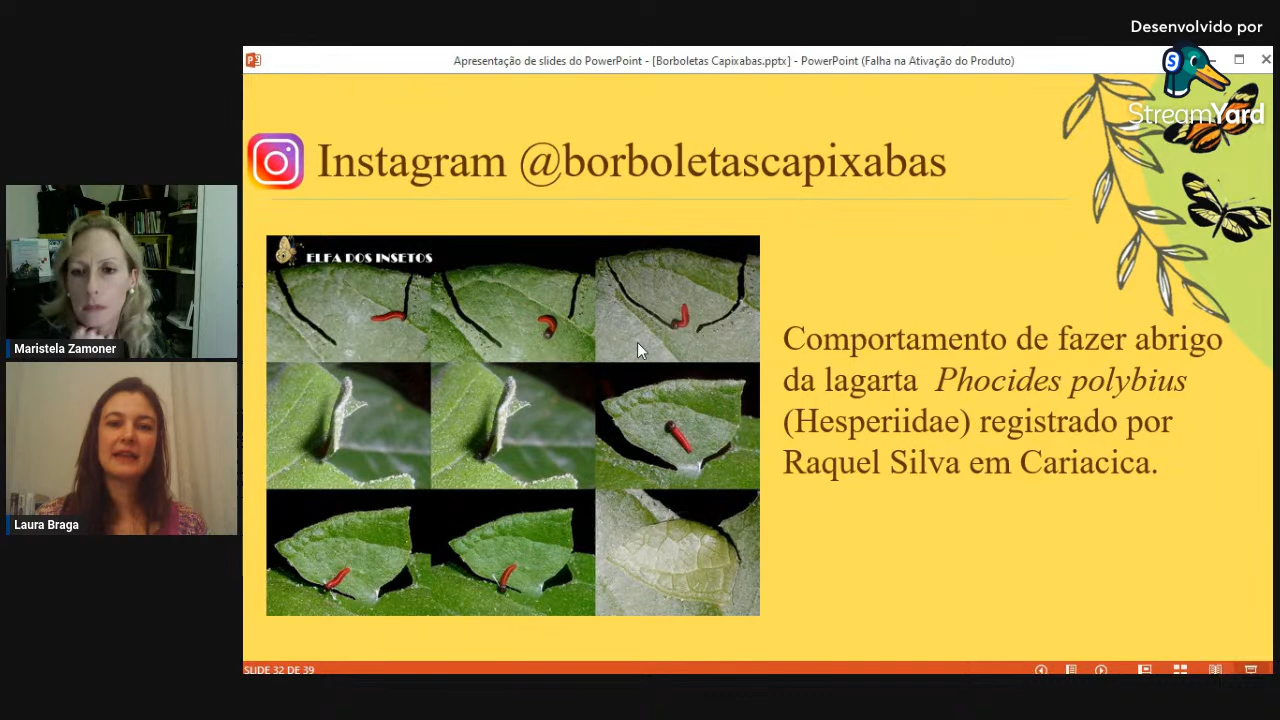 Desenvolvido por
StreamYard
Apresentação de slides do PowerPoint - [Borboletas Capixabas.pptx] - PowerPoint (Falha na Ativação do Produto)
Instagram @borboletascapixabas
ELFA DOS INSETOS
Comportamento de fazer abrigo
da lagarta Phocides polybius
(Hesperiidae) registrado por
Raquel Silva em Cariacica.
Maristela Zamoner
Laura Braga
SLIDE 32 DE 39